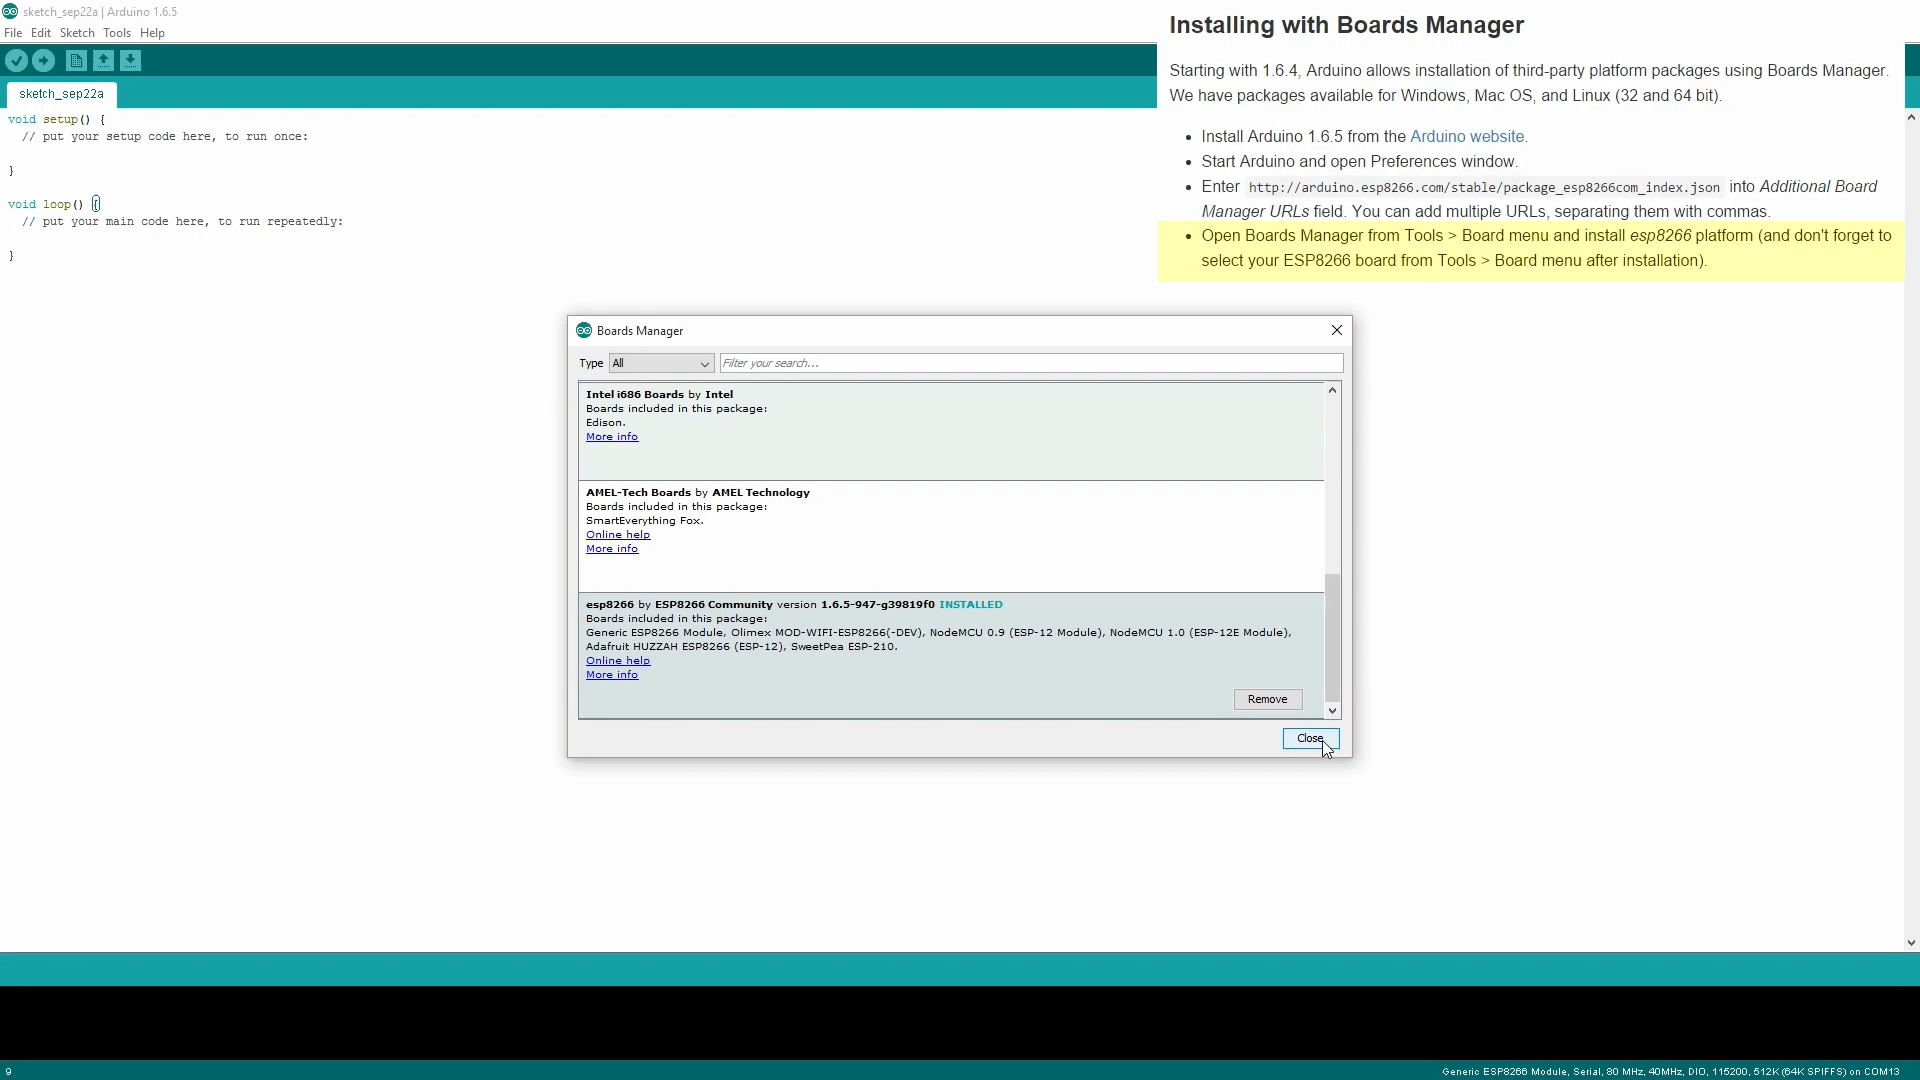 sketch_sep22a | Arduino 1.6.5
File Edit Sketch Tools Help
sketch_sep22a
void setup() {
// put your setup code here, to run once:
}
void loop() {
// put your main code here, to run repeatedly:
}
Installing with Boards Manager
Starting with 1.6.4, Arduino allows installation of third-party platform packages using Boards Manager.
We have packages available for Windows, Mac OS, and Linux (32 and 64 bit).
• Install Arduino 1.6.5 from the Arduino website.
• Start Arduino and open Preferences window.
• Enter http://arduino.esp8266.com/stable/package_esp8266com_index.json into Additional Board
Manager URLs field. You can add multiple URLs, separating them with commas.
• Open Boards Manager from Tools > Board menu and install esp8266 platform (and don't forget to
select your ESP8266 board from Tools > Board menu after installation).
Boards Manager
Type All Filter your search...
Intel i686 Boards by Intel
Boards included in this package:
Edison.
More info
AMEL-Tech Boards by AMEL Technology
Boards included in this package:
SmartEverything Fox.
Online help
More info
esp8266 by ESP8266 Community version 1.6.5-947-g39819f0 INSTALLED
Boards included in this package:
Generic ESP8266 Module, Olimex MOD-WIFI-ESP8266(-DEV), NodeMCU 0.9 (ESP-12 Module), NodeMCU 1.0 (ESP-12E Module),
Adafruit HUZZAH ESP8266 (ESP-12), SweetPea ESP-210.
Online help
More info
Remove
Close
9
Generic ESP8266 Module, Serial, 80 MHz, 40MHz, DIO, 115200, 512K (64K SPIFFS) on COM13